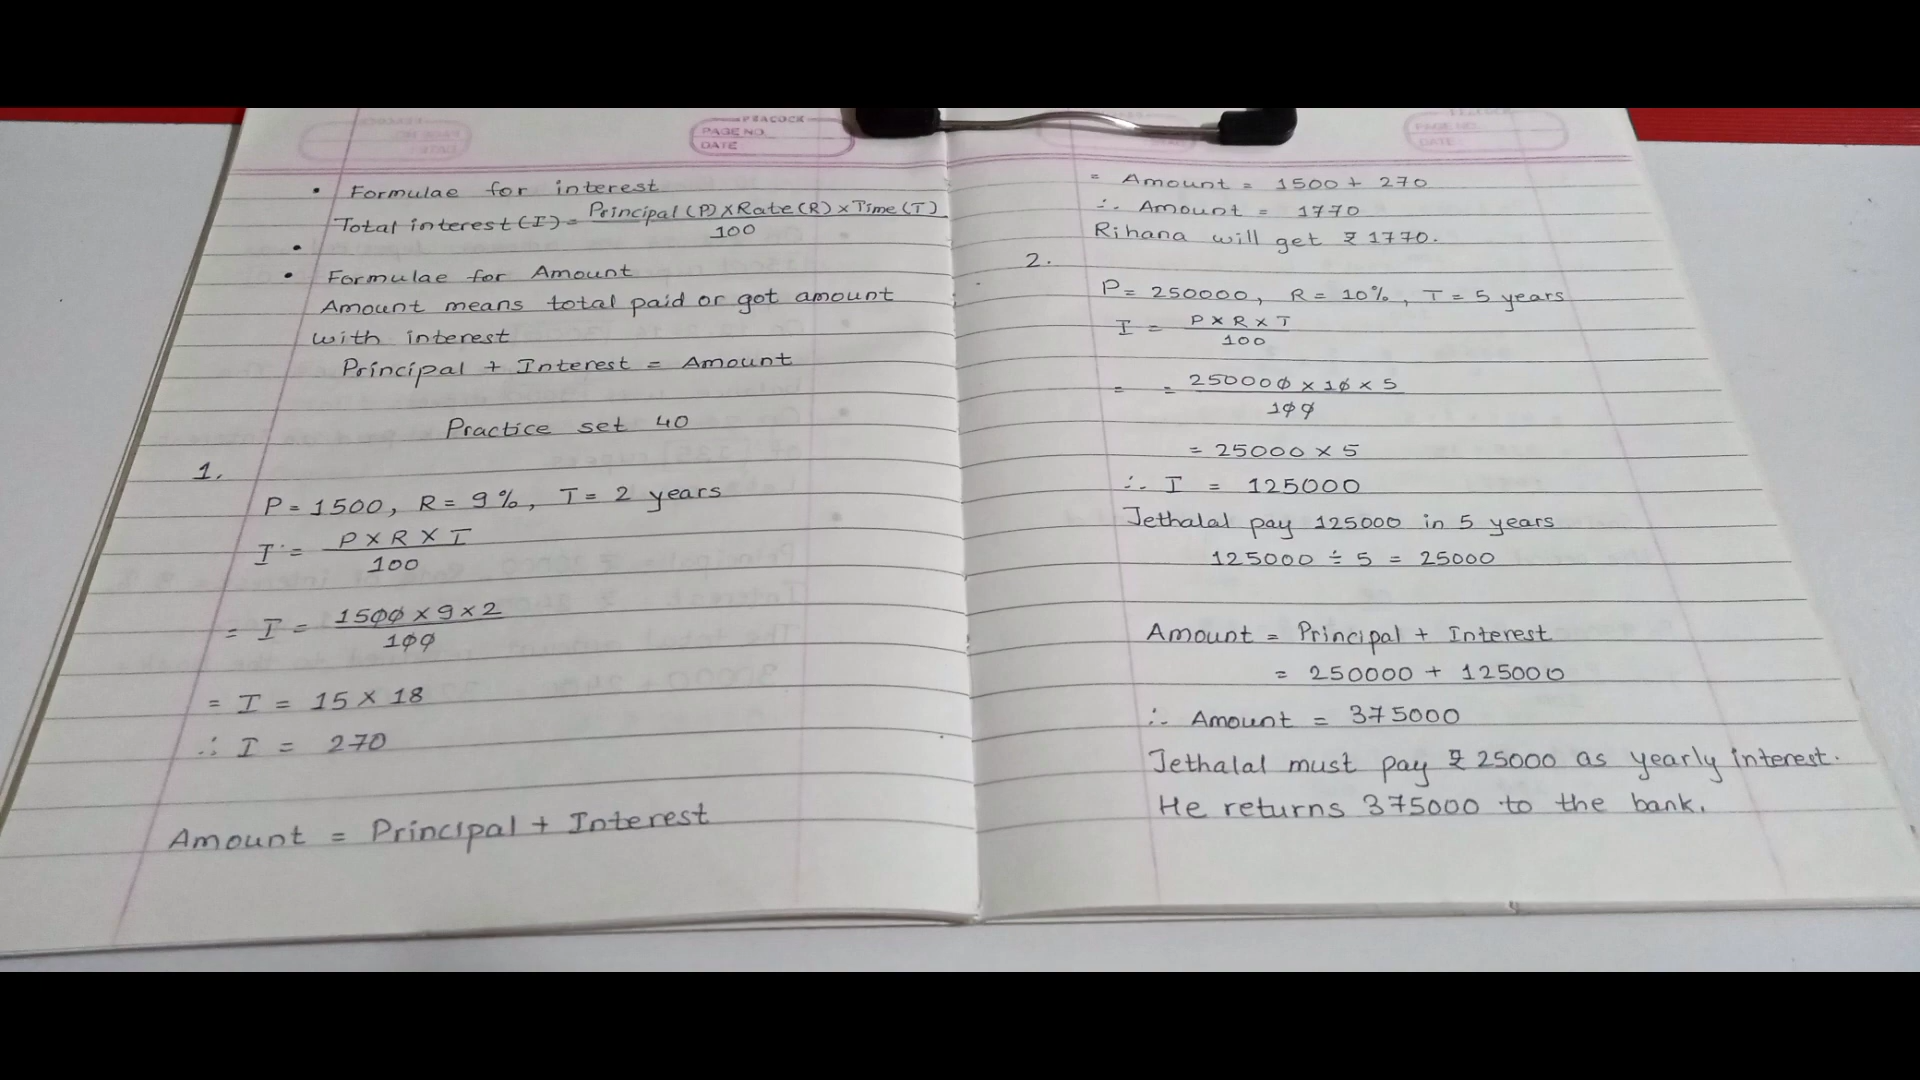 PEACOCK
PAGE NO.
DATE
• Formulae for interest
Total interest (I) = Principal (P) × Rate (R) × Time (T)
100
•
• Formulae for Amount
Amount means total paid or got amount
with interest
Principal + Interest = Amount
Practice set 40
1.
P = 1500, R = 9%, T = 2 years
I = P × R × T
100
= I = 1500 × 9 × 2
100
= I = 15 × 18
∴ I = 270
Amount = Principal + Interest
= Amount = 1500 + 270
∴ Amount = 1770
Rihana will get ₹ 1770.
2.
P = 250000, R = 10%, T = 5 years
I = P × R × T
100
= = 250000 × 10 × 5
100
= 25000 × 5
∴ I = 125000
Jethalal pay 125000 in 5 years
125000 ÷ 5 = 25000
Amount = Principal + Interest
= 250000 + 125000
∴ Amount = 375000
Jethalal must pay ₹ 25000 as yearly interest.
He returns 375000 to the bank.